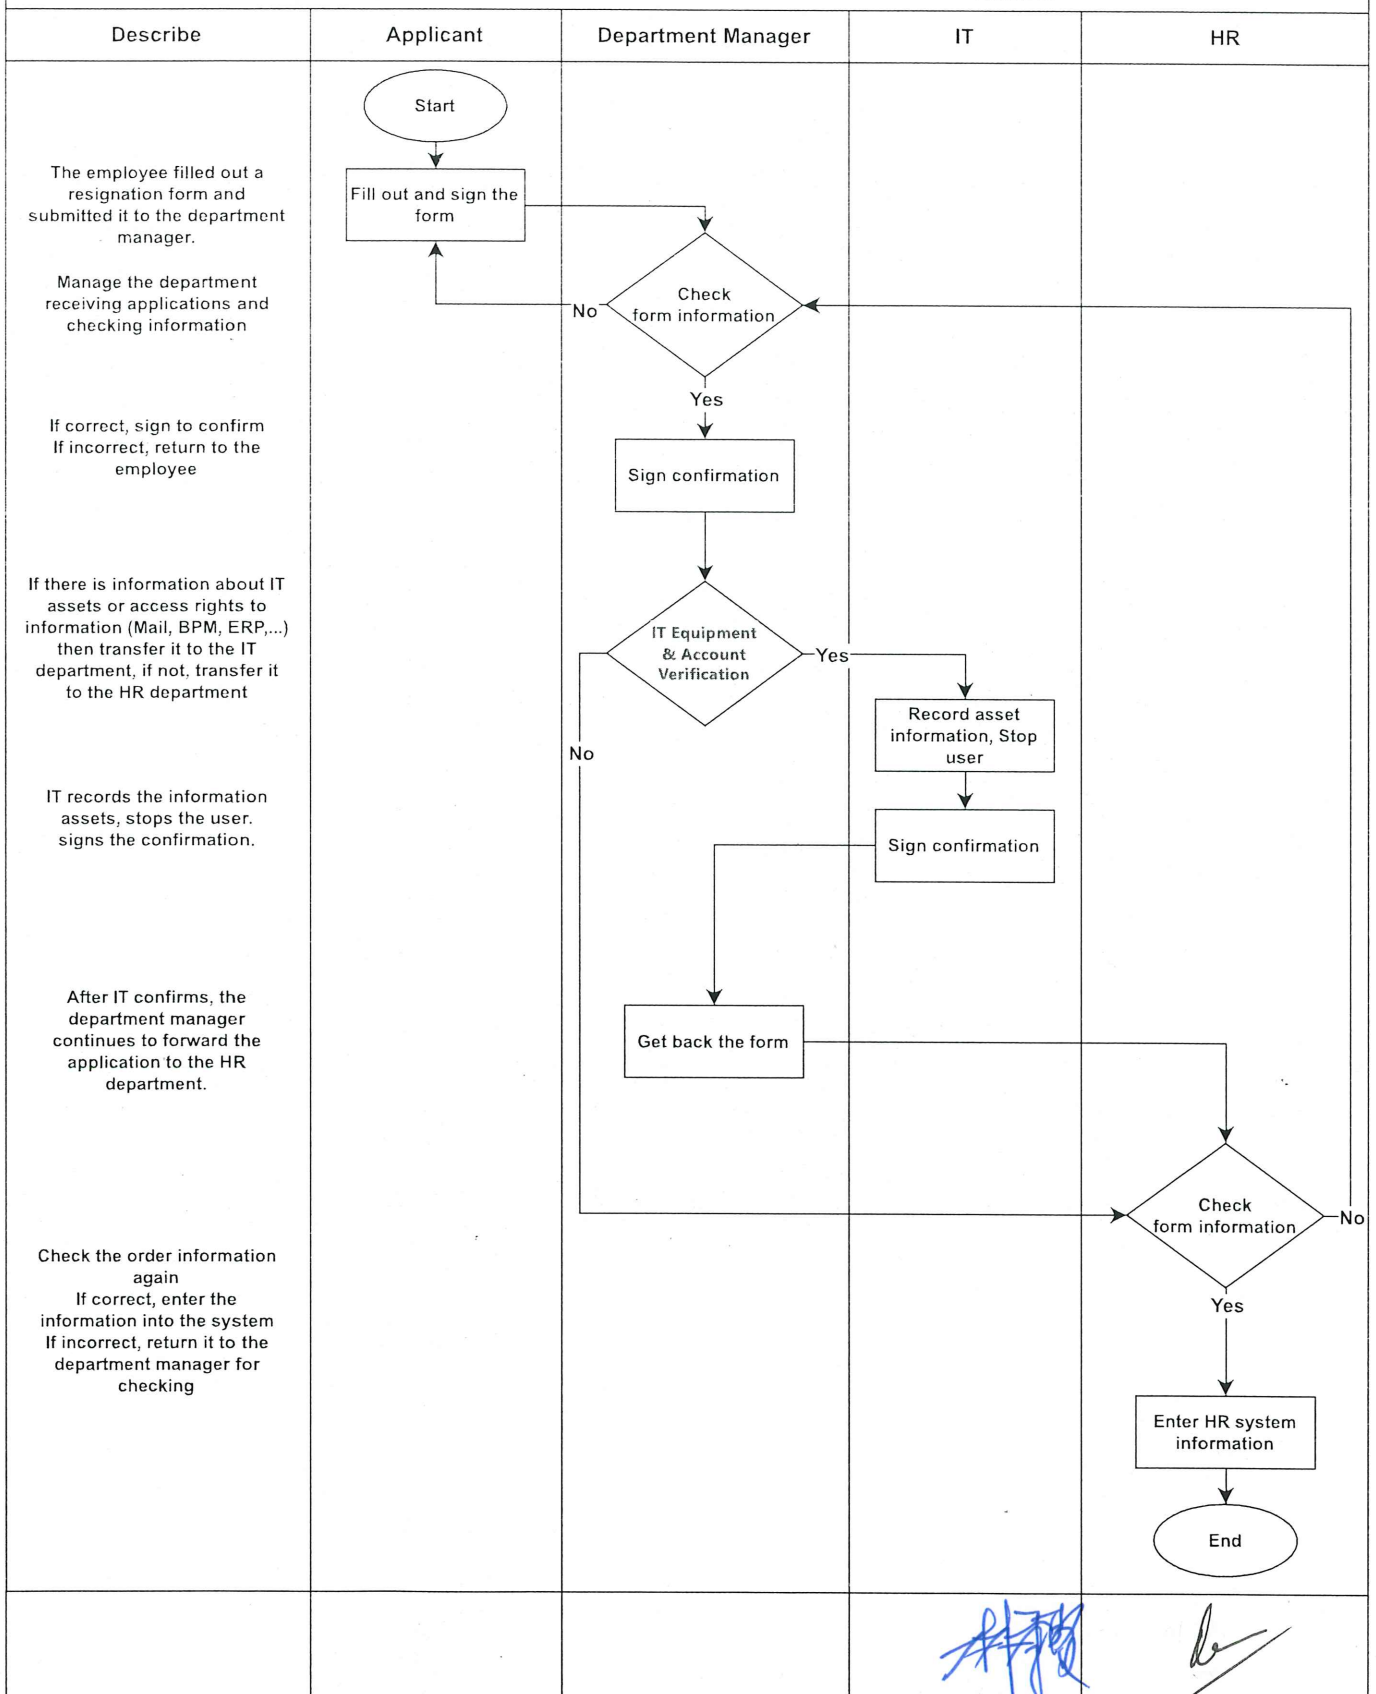 Describe
Applicant
Department Manager
IT
HR
Start
The employee filled out a
resignation form and
submitted it to the department
manager.
Fill out and sign the
form
Manage the department
receiving applications and
checking information
No
Check
form information
Yes
If correct, sign to confirm
If incorrect, return to the
employee
Sign confirmation
If there is information about IT
assets or access rights to
information (Mail, BPM, ERP,...)
then transfer it to the IT
department, if not, transfer it
to the HR department
IT Equipment
& Account
Verification
Yes
No
Record asset
information, Stop
user
IT records the information
assets, stops the user.
signs the confirmation.
Sign confirmation
After IT confirms, the
department manager
continues to forward the
application to the HR
department.
Get back the form
Check
form information
No
Yes
Check the order information
again
If correct, enter the
information into the system
If incorrect, return it to the
department manager for
checking
Enter HR system
information
End